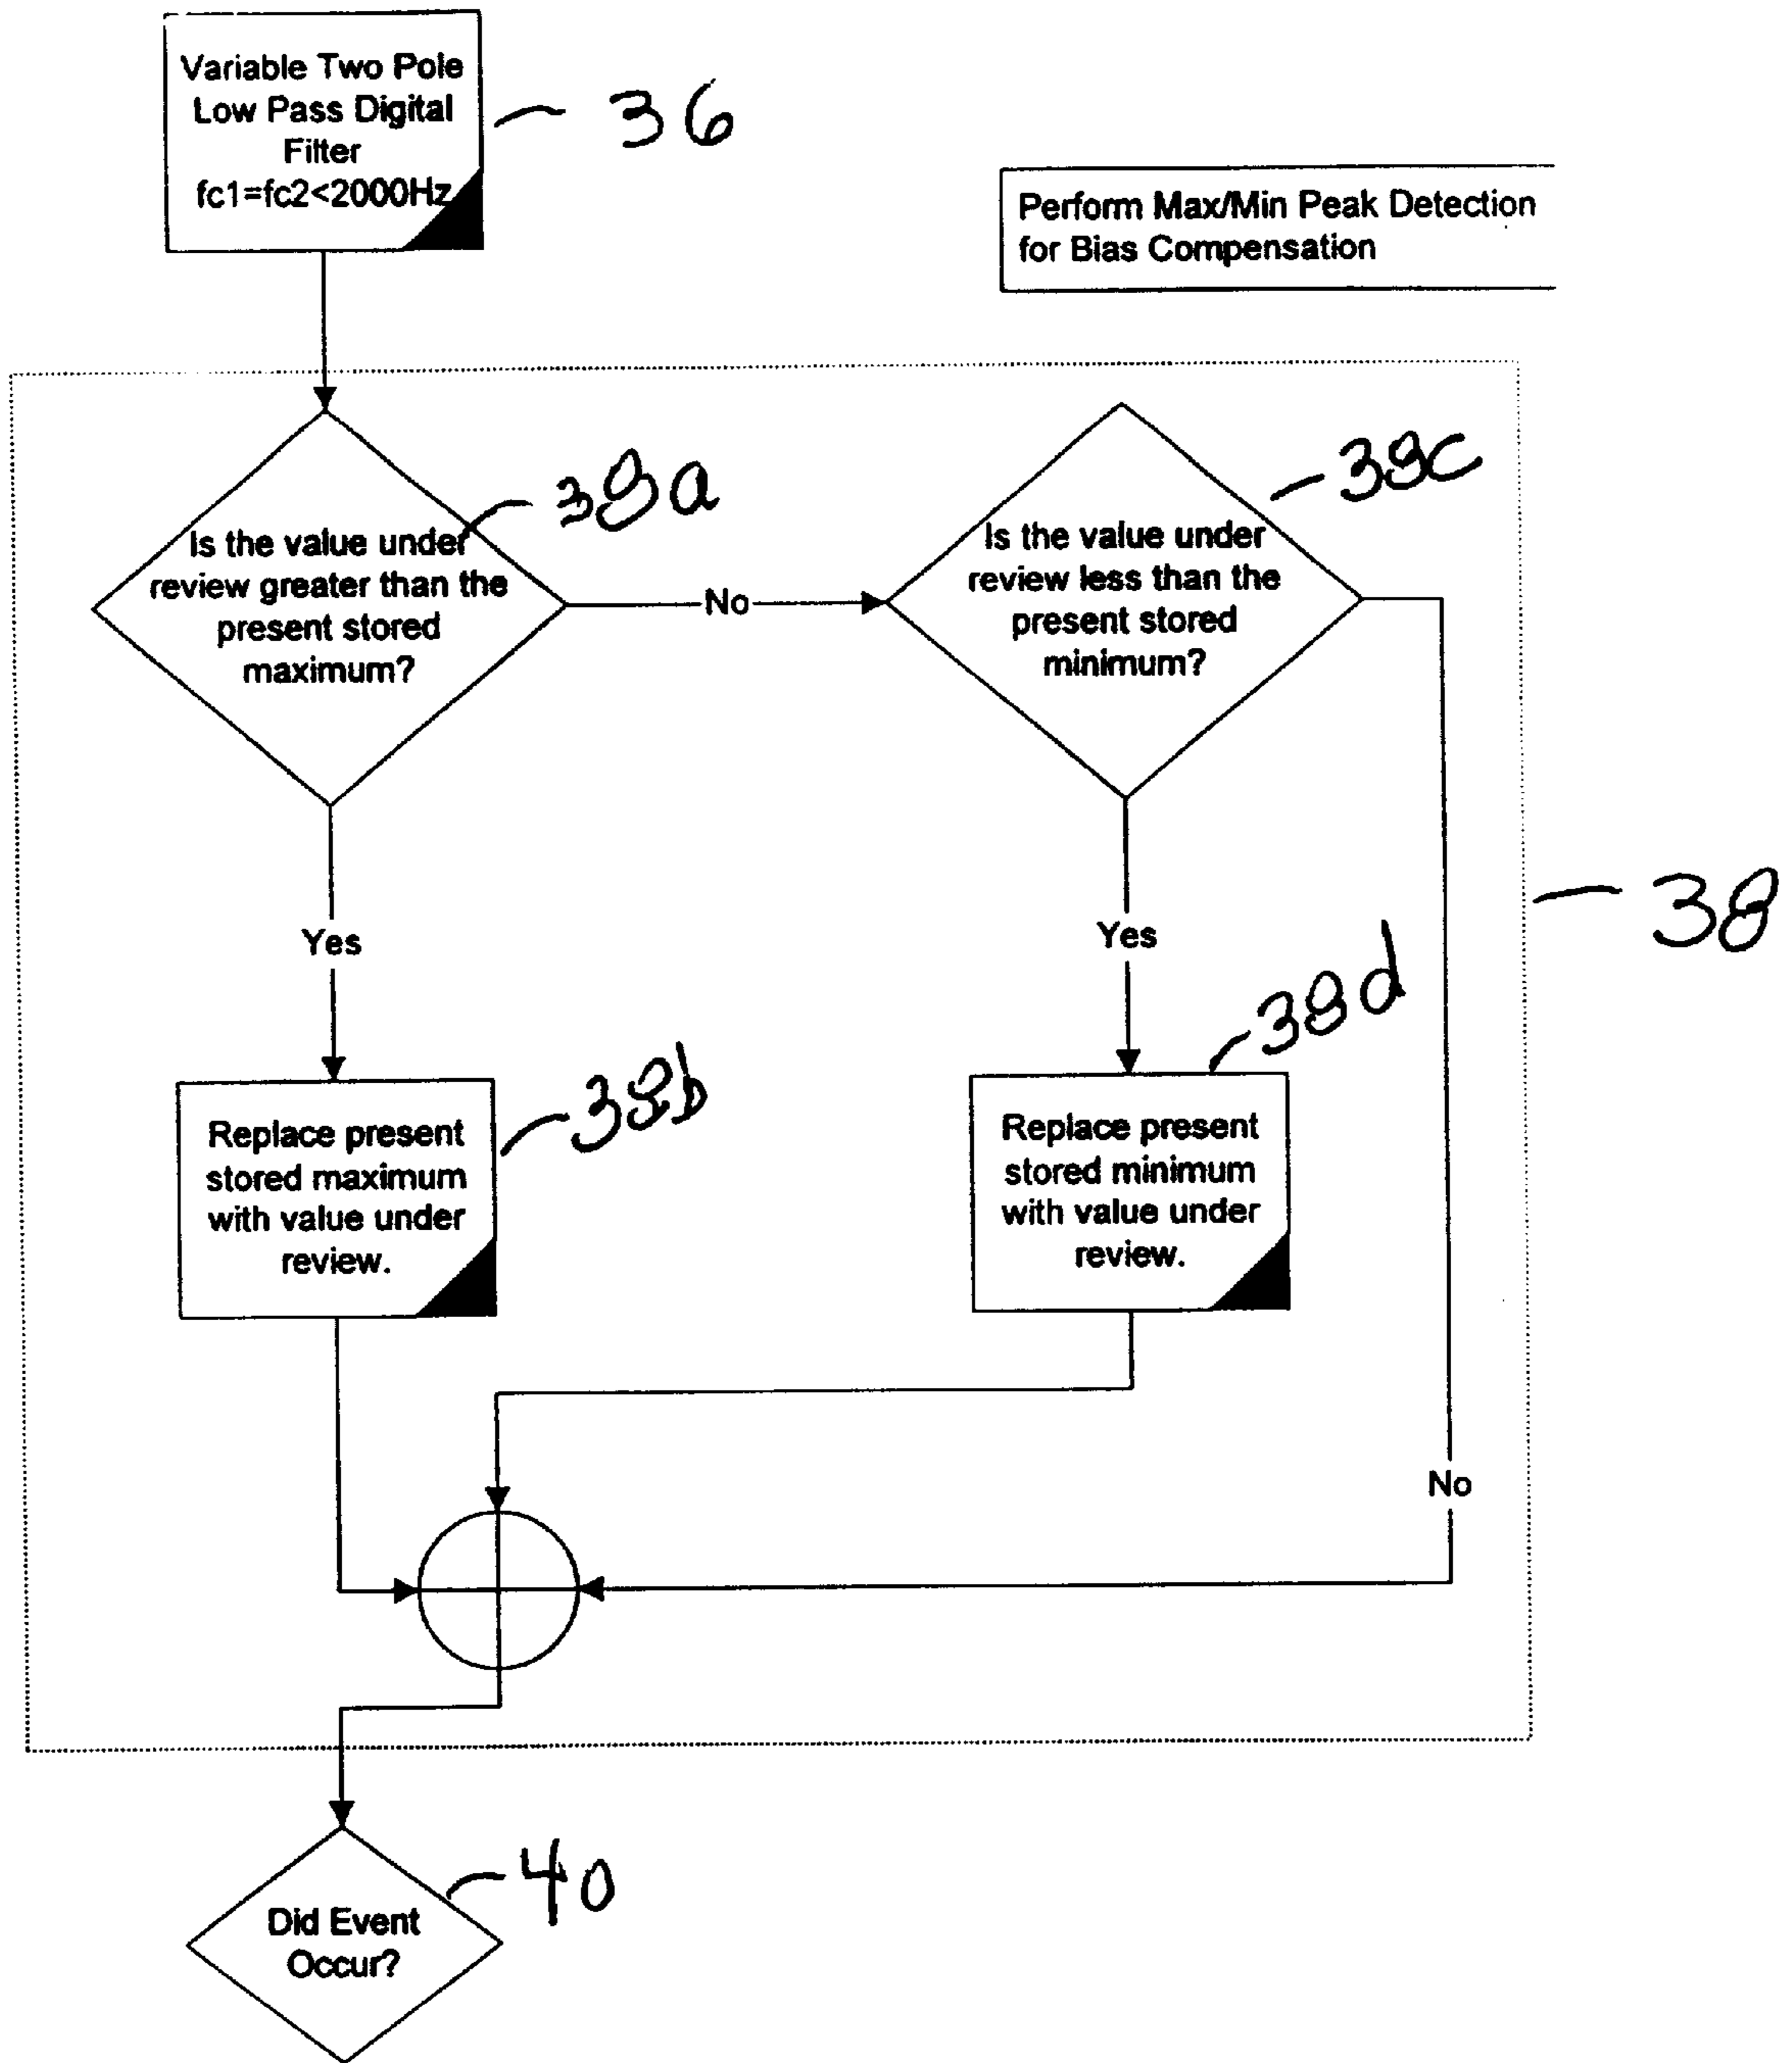 Variable Two Pole
Low Pass Digital
Filter
fc1=fc2<2000Hz
36
Perform Max/Min Peak Detection
for Bias Compensation
38a
Is the value under
review greater than the
present stored
maximum?
No
38c
Is the value under
review less than the
present stored
minimum?
38
Yes
Yes
38b
Replace present
stored maximum
with value under
review.
38d
Replace present
stored minimum
with value under
review.
No
40
Did Event
Occur?